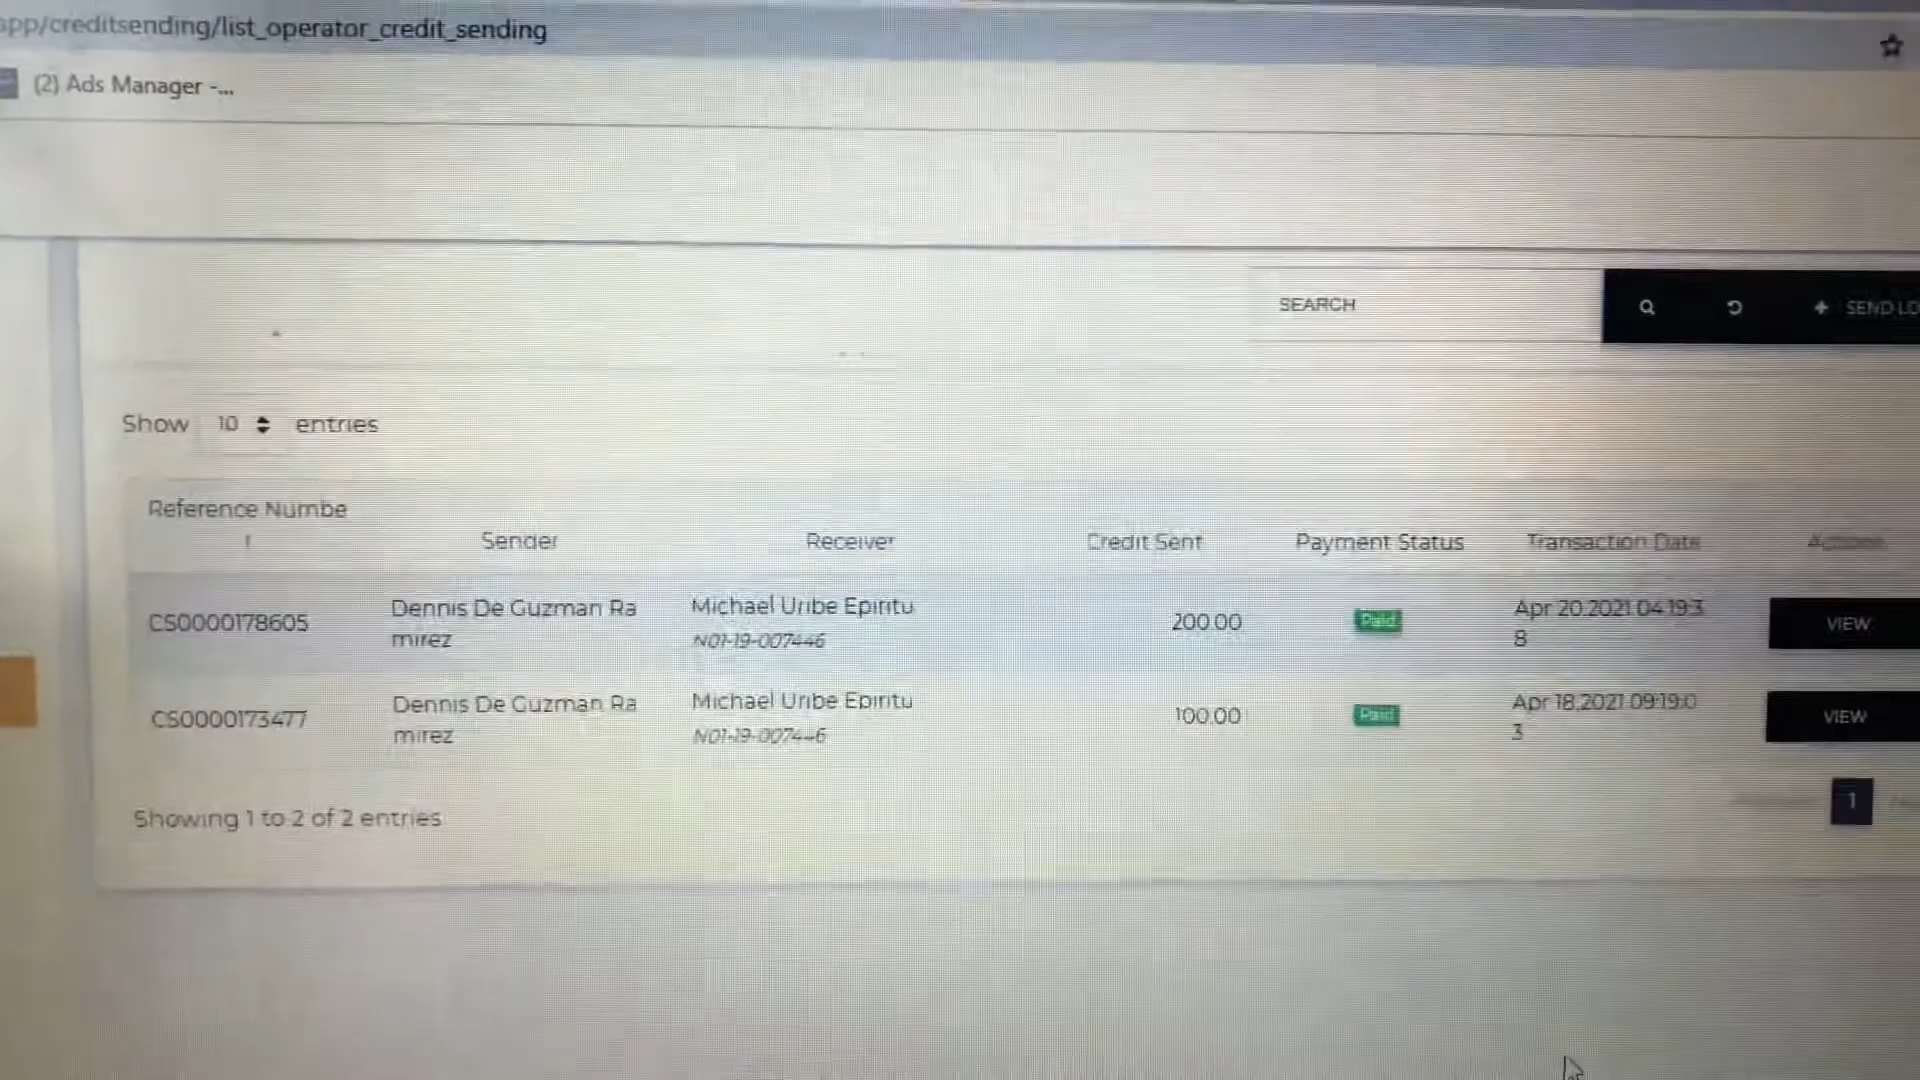 app/creditsending/list_operator_credit_sending
(2) Ads Manager -...
SEARCH
+ SEND LO
Show 10 entries
Reference Numbe
r
Sender
Receiver
Credit Sent
Payment Status
Transaction Date
Actions
CS0000178605
Dennis De Guzman Ra
mirez
Michael Uribe Epiritu
N01-19-007446
200.00
Paid
Apr 20,2021 04:19:3
8
VIEW
CS0000173477
Dennis De Guzman Ra
mirez
Michael Uribe Epiritu
N01-19-007446
100.00
Paid
Apr 18,2021 09:19:0
3
VIEW
Showing 1 to 2 of 2 entries
1